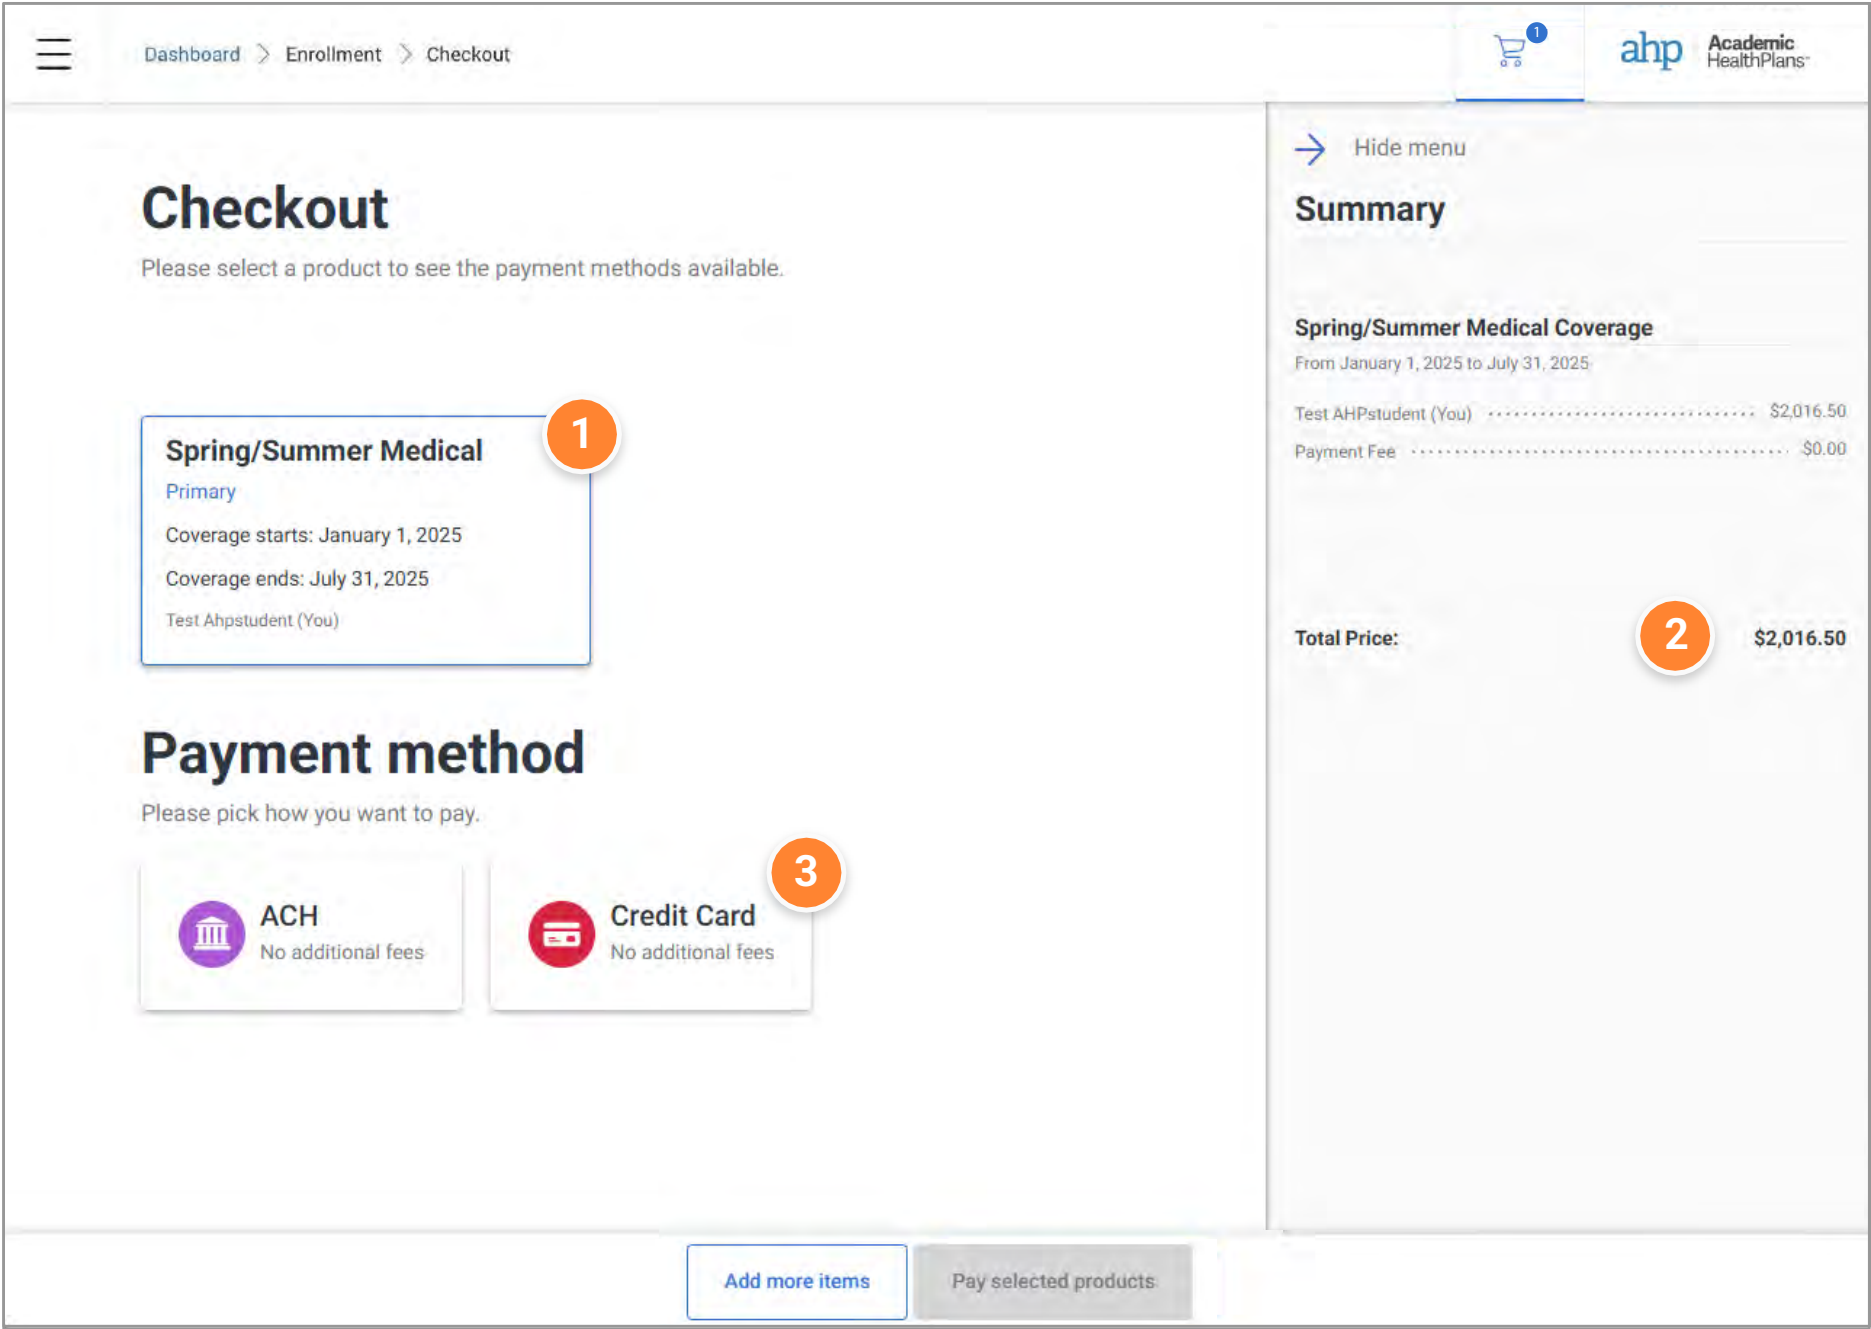 Dashboard > Enrollment > Checkout
1
ahp Academic
HealthPlans™
Checkout
Please select a product to see the payment methods available.
1
Spring/Summer Medical
Primary
Coverage starts: January 1, 2025
Coverage ends: July 31, 2025
Test Ahpstudent (You)
Payment method
Please pick how you want to pay.
3
ACH
No additional fees
Credit Card
No additional fees
Hide menu
Summary
Spring/Summer Medical Coverage
From January 1, 2025 to July 31, 2025
Test AHPstudent (You) $2,016.50
Payment Fee $0.00
Total Price: 2 $2,016.50
Add more items
Pay selected products